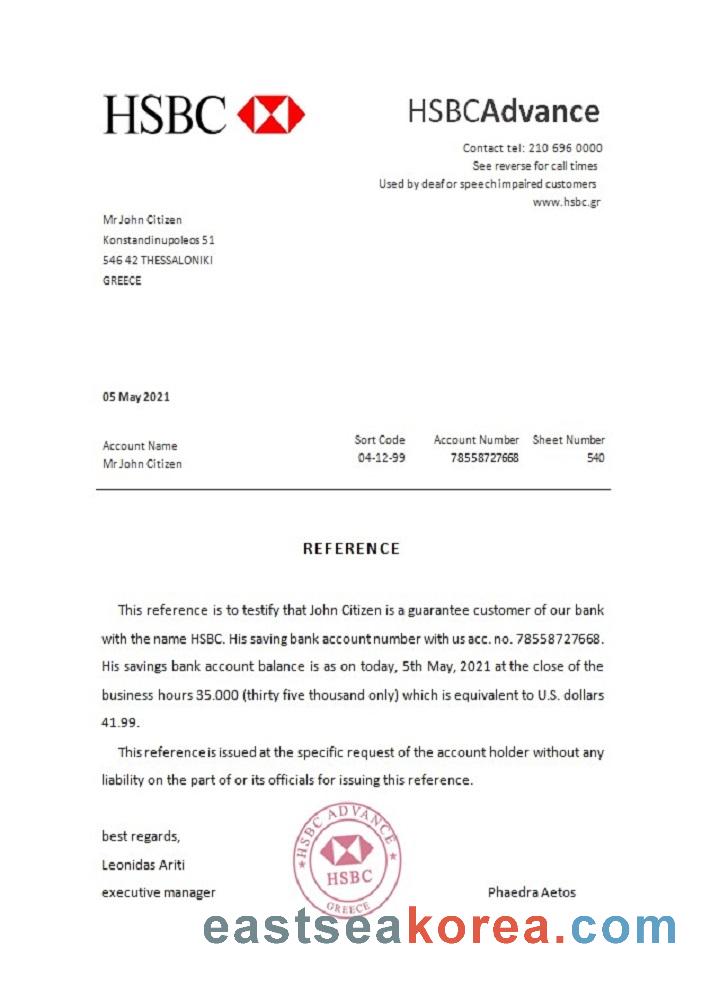 HSBC
HSBCAdvance
Contact tel: 210 696 0000
See reverse for call times
Used by deaf or speech impaired customers
www.hsbc.gr
Mr John Citizen
Konstandinupoleos 51
546 42 THESSALONIKI
GREECE
05 May 2021
Sort Code Account Number Sheet Number
Account Name
04-12-99 78558727668 540
Mr John Citizen
REFERENCE
This reference is to testify that John Citizen is a guarantee customer of our bank
with the name HSBC. His saving bank account number with us acc. no. 78558727668.
His savings bank account balance is as on today, 5th May, 2021 at the close of the
business hours 35.000 (thirty five thousand only) which is equivalent to U.S. dollars
41.99.
This reference is issued at the specific request of the account holder without any
liability on the part of or its officials for issuing this reference.
best regards,
Leonidas Ariti
executive manager
HSBC ADVANCE
HSBC
GREECE
Phaedra Aetos
eastseakorea.com